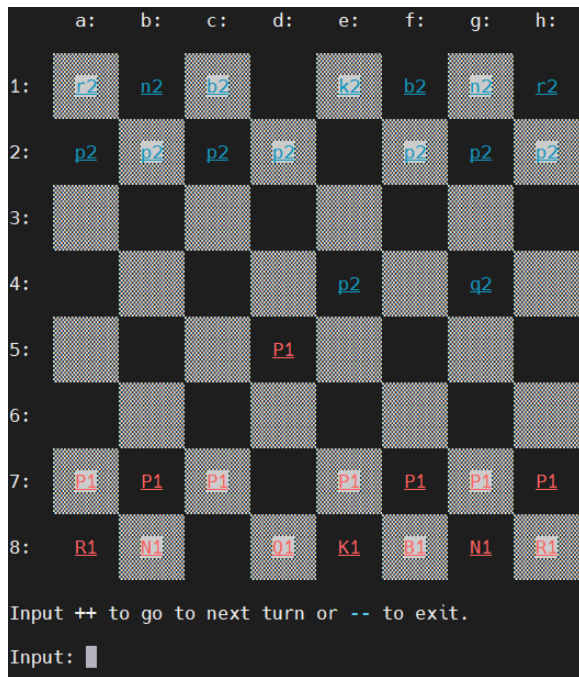 a: b: c: d: e: f: g: h:
1: r2 n2 b2 k2 b2 n2 r2
2: p2 p2 p2 p2 p2 p2 p2
3:
4: p2 q2
5: P1
6:
7: P1 P1 P1 P1 P1 P1 P1
8: R1 N1 Q1 K1 B1 N1 R1
Input ++ to go to next turn or -- to exit.
Input: